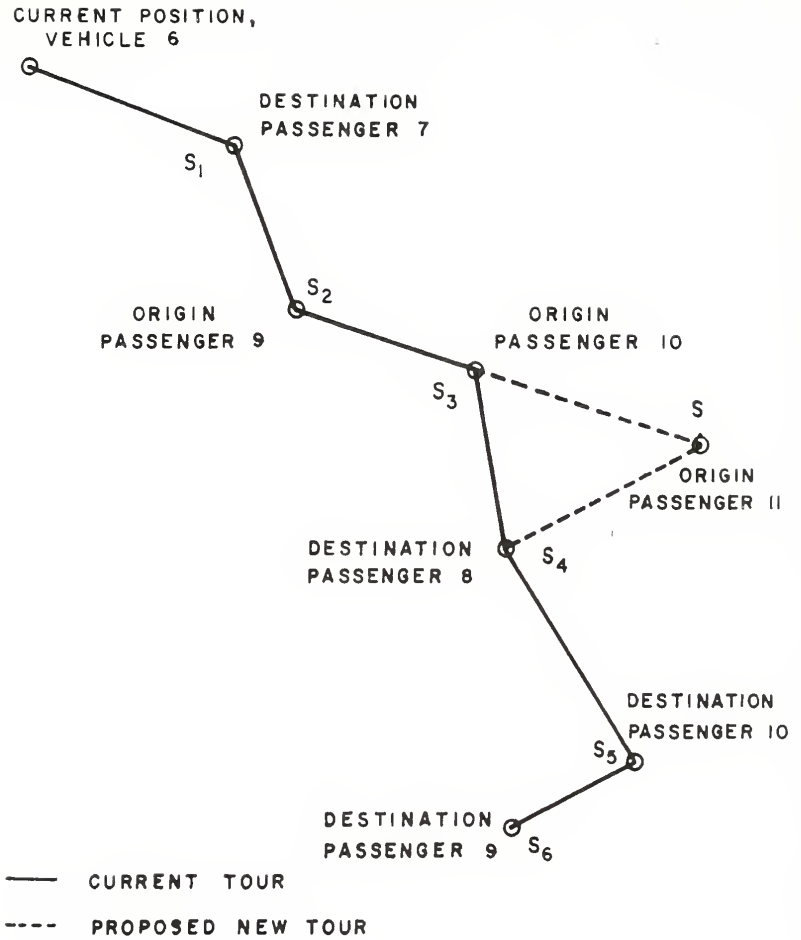 CURRENT POSITION,
VEHICLE 6
DESTINATION
PASSENGER 7
S1
S2
ORIGIN
PASSENGER 9
ORIGIN
PASSENGER 10
S3
S
ORIGIN
PASSENGER 11
DESTINATION
PASSENGER 8
S4
DESTINATION
PASSENGER 10
S5
DESTINATION
PASSENGER 9
S6
CURRENT TOUR
PROPOSED NEW TOUR